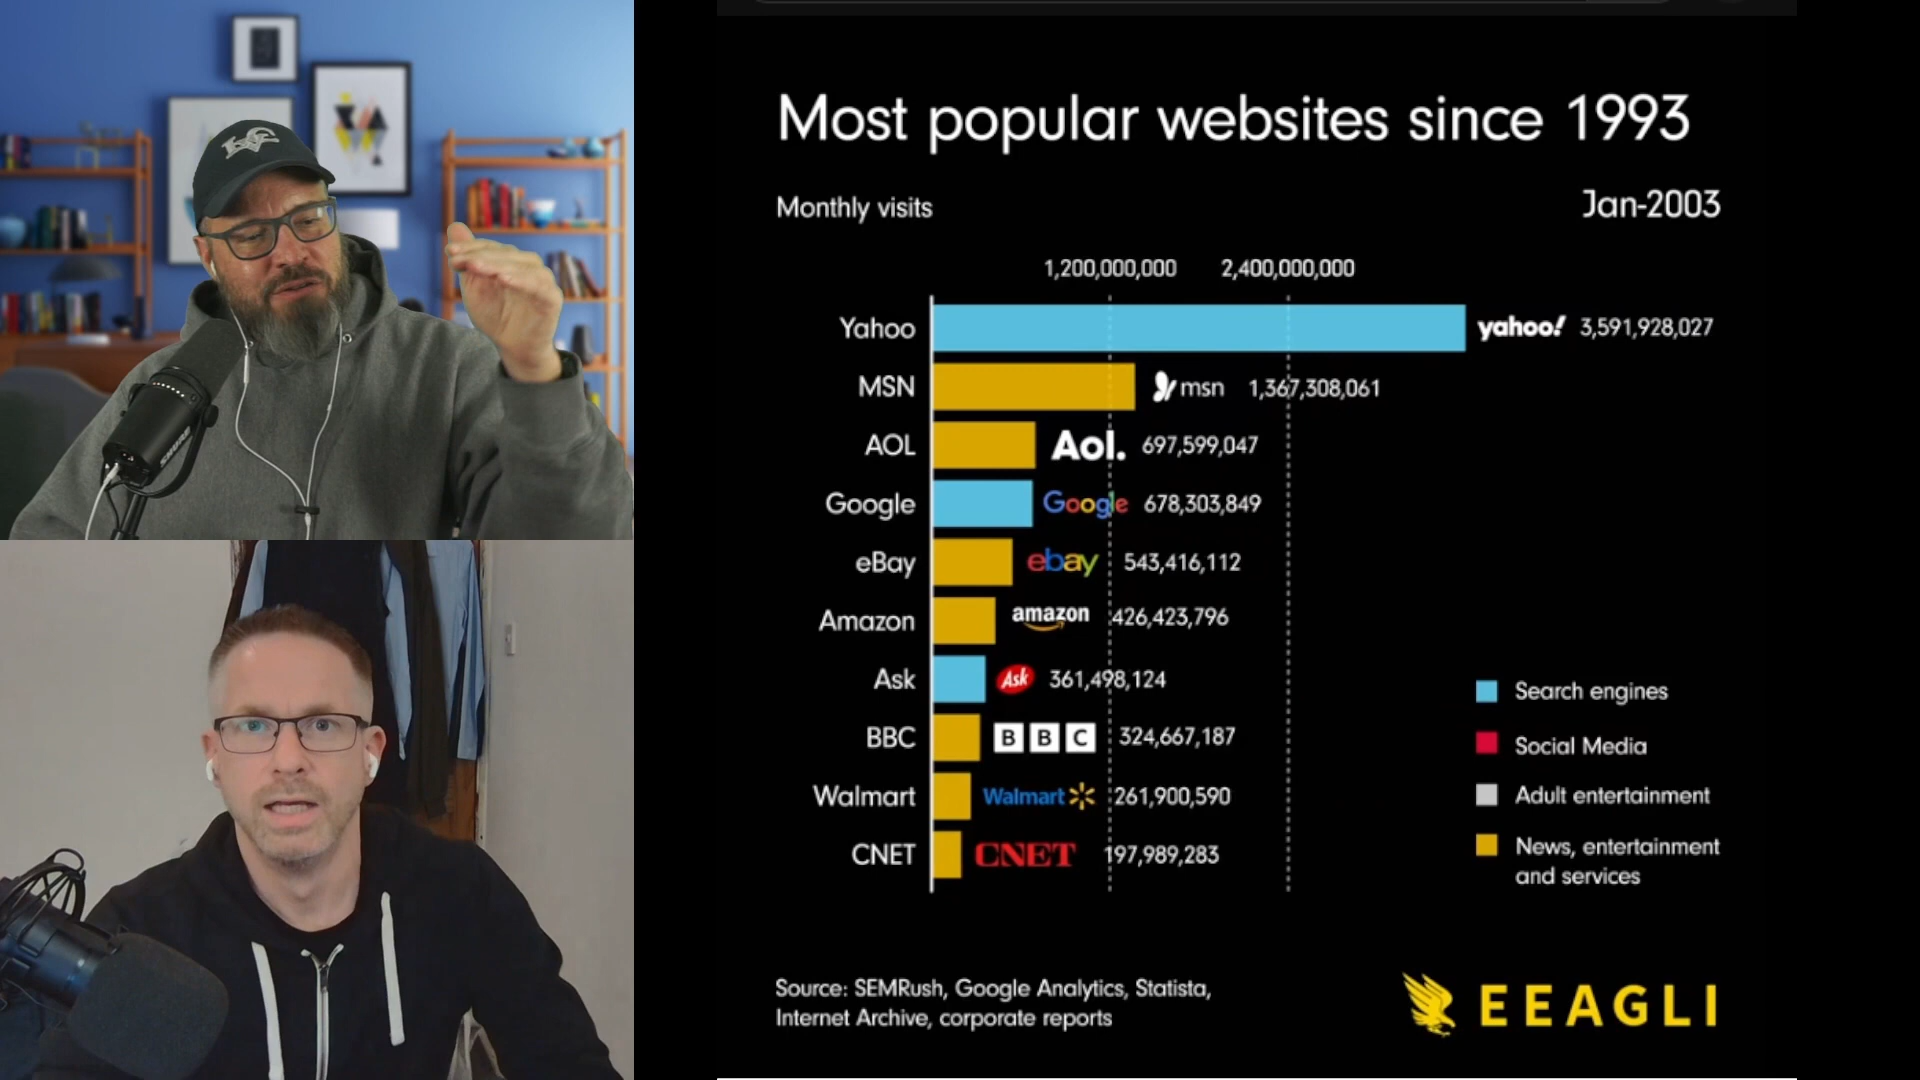 Most popular websites since 1993
Monthly visits
Jan-2003
1,200,000,000 2,400,000,000
Yahoo yahoo! 3,591,928,027
MSN msn 1,367,308,061
AOL Aol. 697,599,047
Google Google 678,303,849
eBay ebay 543,416,112
Amazon amazon 426,423,796
Ask Ask 361,498,124
BBC BBC 324,667,187
Walmart Walmart 261,900,590
CNET CNET 197,989,283
Search engines
Social Media
Adult entertainment
News, entertainment
and services
Source: SEMRush, Google Analytics, Statista,
Internet Archive, corporate reports
EEAGLI
SHURE